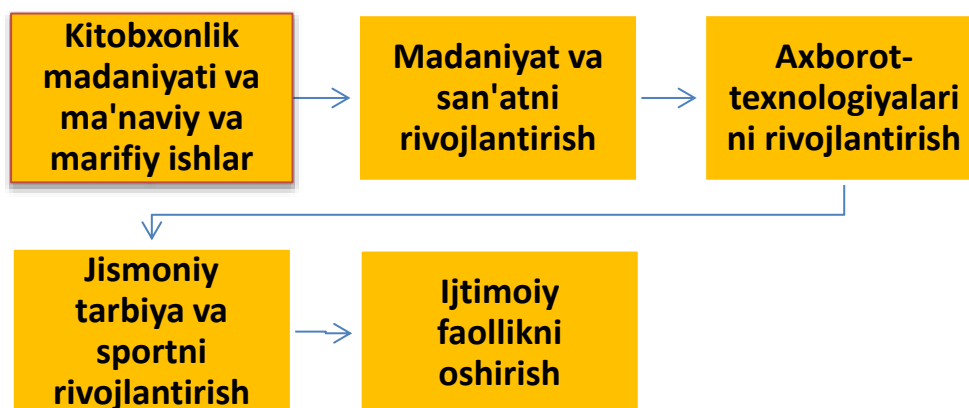 Kitobxonlik
madaniyati va
ma'naviy va
marifiy ishlar
Madaniyat va
san'atni
rivojlantirish
Axborot-
texnologiyalari
ni rivojlantirish
Jismoniy
tarbiya va
sportni
rivojlantirish
Ijtimoiy
faollikni
oshirish